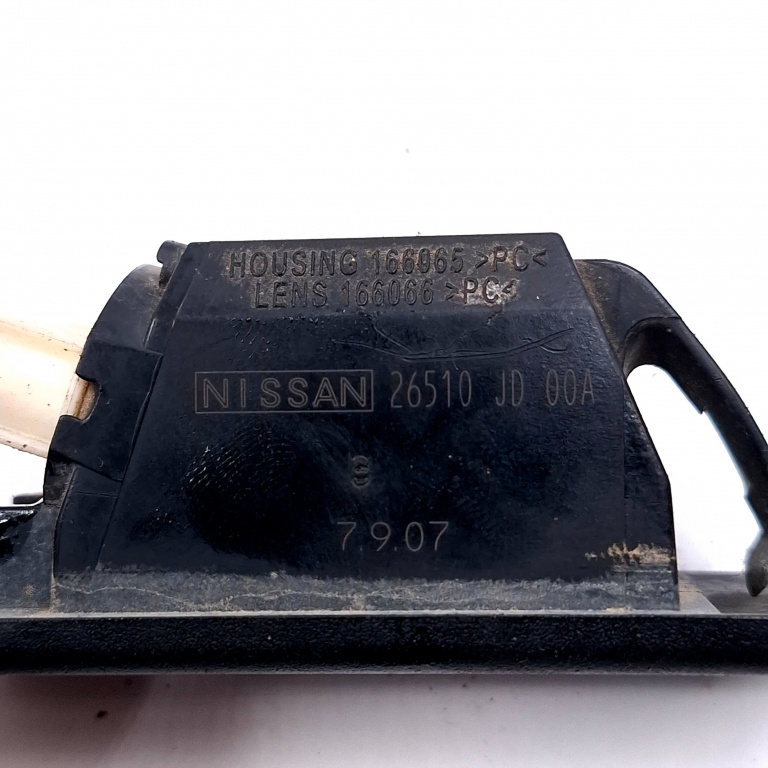 HOUSING 166065 >PC<
LENS 166066 >PC<
NISSAN 26510 JD 00A
7.9.07